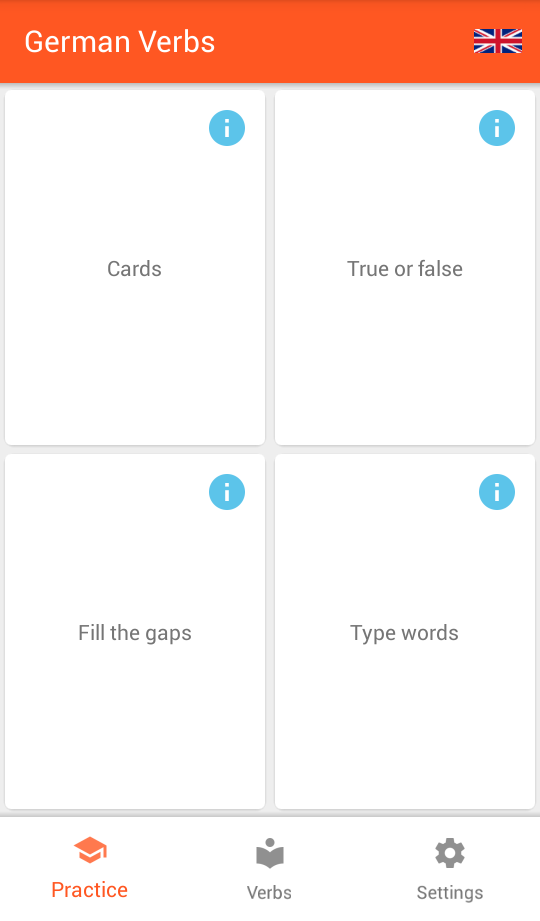 German Verbs
Cards
True or false
Fill the gaps
Type words
Practice
Verbs
Settings